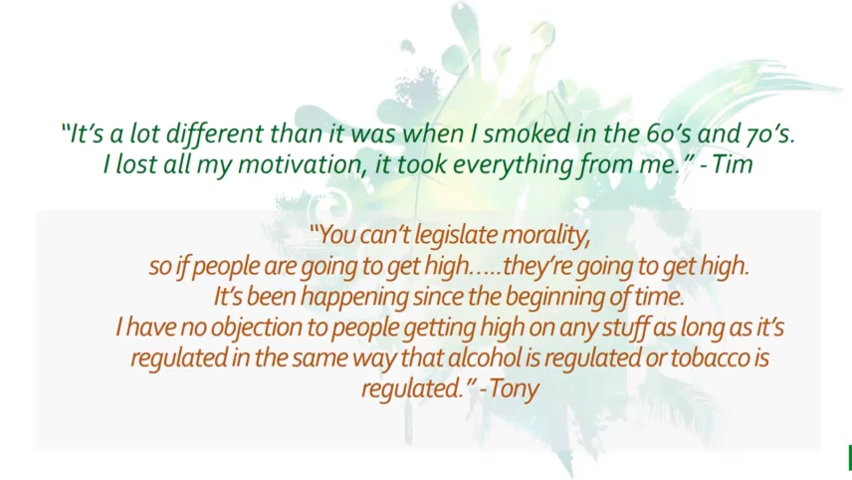 “It’s a lot different than it was when I smoked in the 60’s and 70’s.
I lost all my motivation, it took everything from me.” - Tim
“You can’t legislate morality,
so if people are going to get high…..they’re going to get high.
It’s been happening since the beginning of time.
I have no objection to people getting high on any stuff as long as it’s
regulated in the same way that alcohol is regulated or tobacco is
regulated.” -Tony